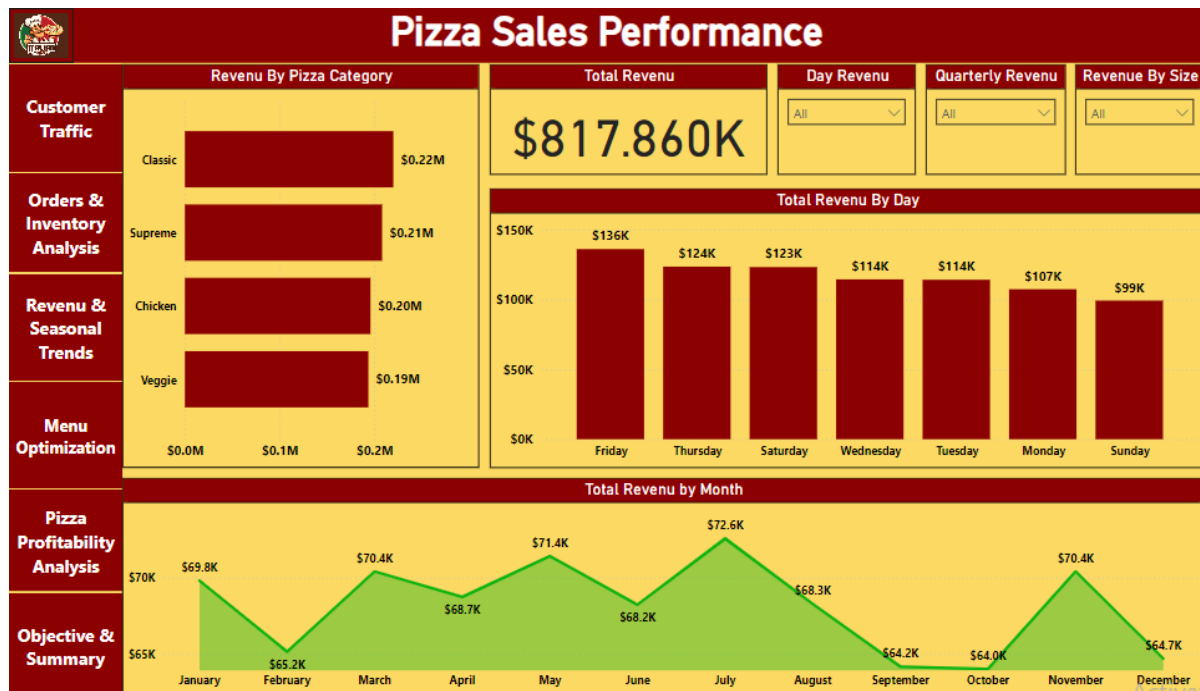 Pizza Sales Performance
Customer
Traffic
Orders &
Inventory
Analysis
Revenu &
Seasonal
Trends
Menu
Optimization
Pizza
Profitability
Analysis
Objective &
Summary
Revenu By Pizza Category
Classic
$0.22M
Supreme
$0.21M
Chicken
$0.20M
Veggie
$0.19M
$0.0M
$0.1M
$0.2M
Total Revenu
$817.860K
Day Revenu
All
Quarterly Revenu
All
Revenue By Size
All
Total Revenu By Day
$150K
$100K
$50K
$0K
$136K
$124K
$123K
$114K
$114K
$107K
$99K
Friday
Thursday
Saturday
Wednesday
Tuesday
Monday
Sunday
Total Revenu by Month
$70K
$65K
$69.8K
$65.2K
$70.4K
$68.7K
$71.4K
$68.2K
$72.6K
$68.3K
$64.2K
$64.0K
$70.4K
$64.7K
January
February
March
April
May
June
July
August
September
October
November
December